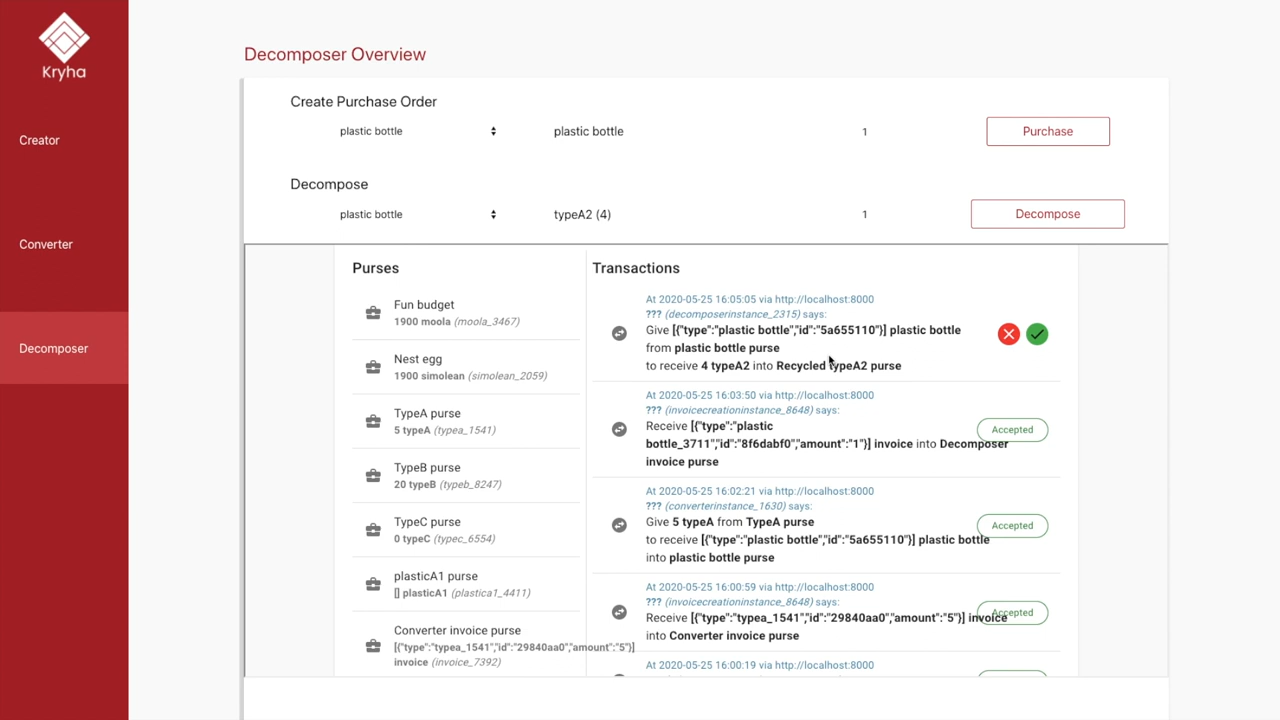 Kryha
Creator
Converter
Decomposer
Decomposer Overview
Create Purchase Order
plastic bottle plastic bottle 1 Purchase
Decompose
plastic bottle typeA2 (4) 1 Decompose
Purses
Fun budget
1900 moola (moola_3467)
Nest egg
1900 simolean (simolean_2059)
TypeA purse
5 typeA (typea_1541)
TypeB purse
20 typeB (typeb_8247)
TypeC purse
0 typeC (typec_6554)
plasticA1 purse
[] plasticA1 (plastica1_4411)
Converter invoice purse
[{"type":"typea_1541","id":"29840aa0","amount":"5"}]
invoice (invoice_7392)
Transactions
At 2020-05-25 16:05:05 via http://localhost:8000
??? (decomposerinstance_2315) says:
Give [{"type":"plastic bottle","id":"5a655110"}] plastic bottle
from plastic bottle purse
to receive 4 typeA2 into Recycled typeA2 purse
At 2020-05-25 16:03:50 via http://localhost:8000
??? (invoicecreationinstance_8648) says:
Receive [{"type":"plastic
bottle_3711","id":"8f6dabf0","amount":"1"}] invoice into Decomposer
invoice purse
Accepted
At 2020-05-25 16:02:21 via http://localhost:8000
??? (converterinstance_1630) says:
Give 5 typeA from TypeA purse
to receive [{"type":"plastic bottle","id":"5a655110"}] plastic bottle
into plastic bottle purse
Accepted
At 2020-05-25 16:00:59 via http://localhost:8000
??? (invoicecreationinstance_8648) says:
Receive [{"type":"typea_1541","id":"29840aa0","amount":"5"}] invoice
into Converter invoice purse
Accepted
At 2020-05-25 16:00:19 via http://localhost:8000